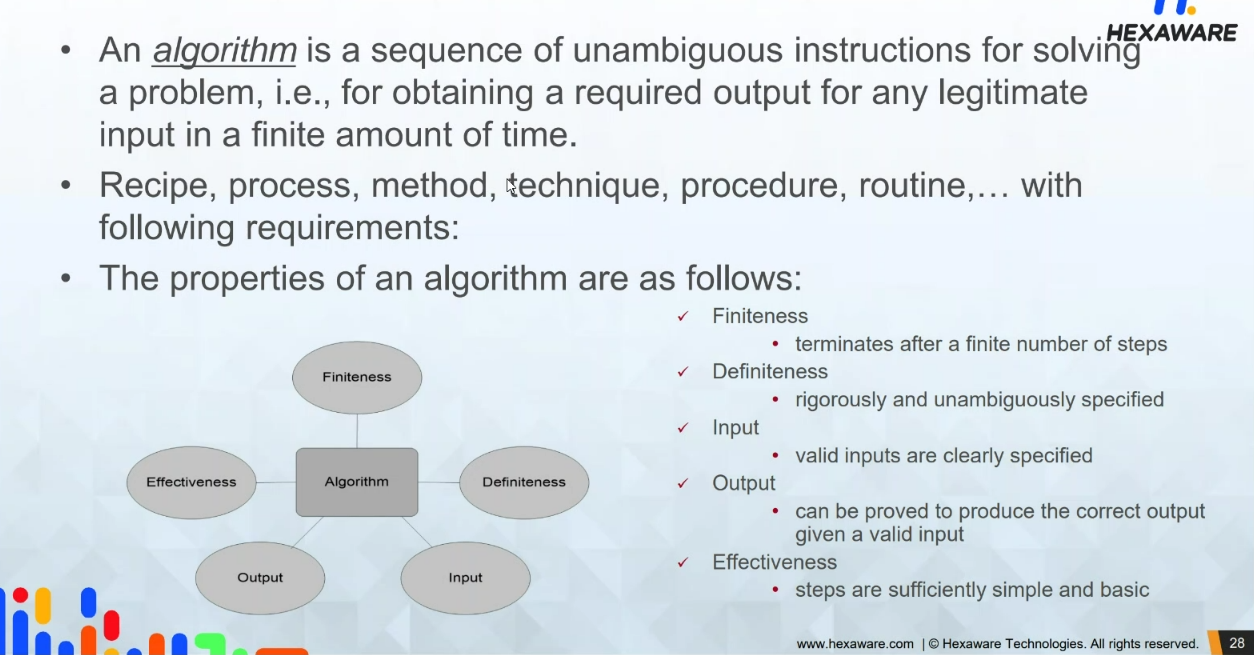 HEXAWARE
• An algorithm is a sequence of unambiguous instructions for solving
a problem, i.e., for obtaining a required output for any legitimate
input in a finite amount of time.
• Recipe, process, method, technique, procedure, routine,… with
following requirements:
• The properties of an algorithm are as follows:
Finiteness
Effectiveness
Algorithm
Definiteness
Output
Input
✓ Finiteness
• terminates after a finite number of steps
✓ Definiteness
• rigorously and unambiguously specified
✓ Input
• valid inputs are clearly specified
✓ Output
• can be proved to produce the correct output
given a valid input
✓ Effectiveness
• steps are sufficiently simple and basic
www.hexaware.com | © Hexaware Technologies. All rights reserved. 28